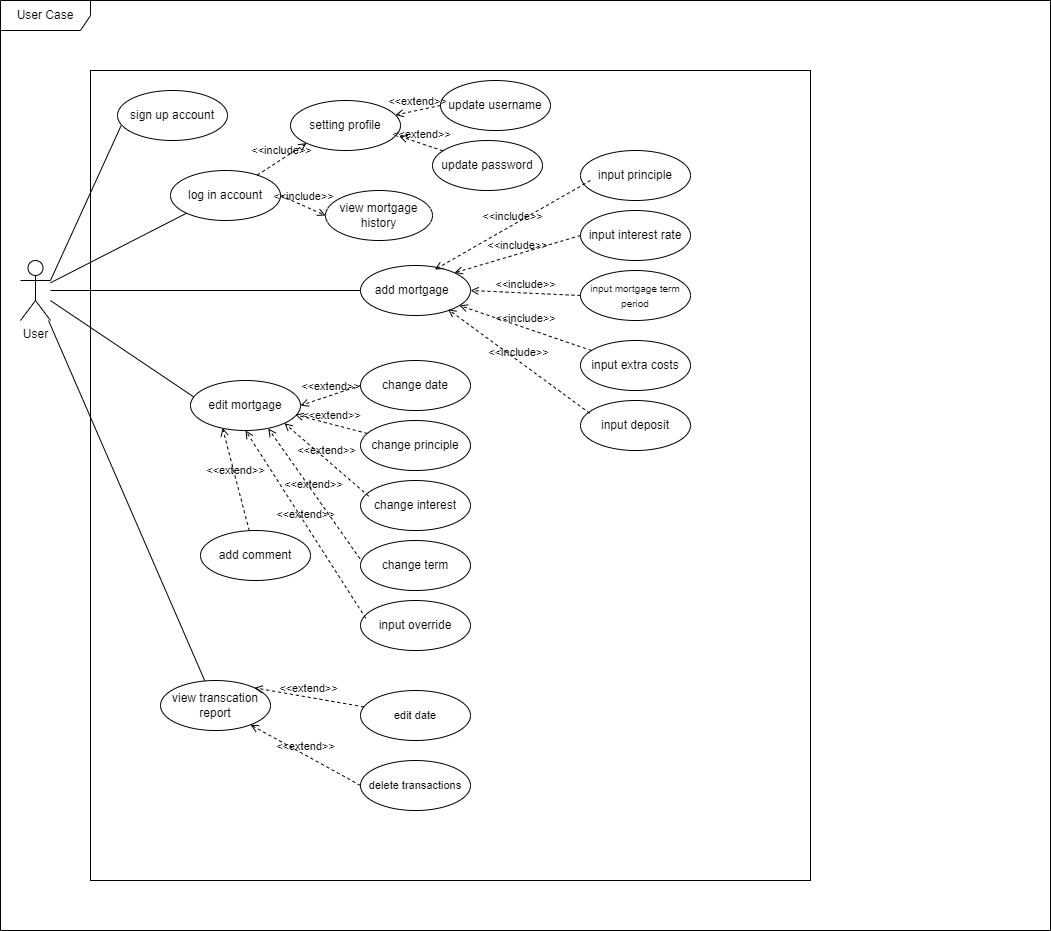 User Case
sign up account
setting profile
<<extend>>
update username
<<extend>>
update password
<<include>>
log in account
<<include>>
view mortgage
history
input principle
<<include>>
input interest rate
<<include>>
add mortgage
<<include>>
input mortgage term
period
<<include>>
input extra costs
<<include>>
input deposit
User
edit mortgage
<<extend>>
change date
<<extend>>
change principle
<<extend>>
change interest
<<extend>>
<<extend>>
<<extend>>
add comment
change term
input override
view transcation
report
<<extend>>
edit date
<<extend>>
delete transactions